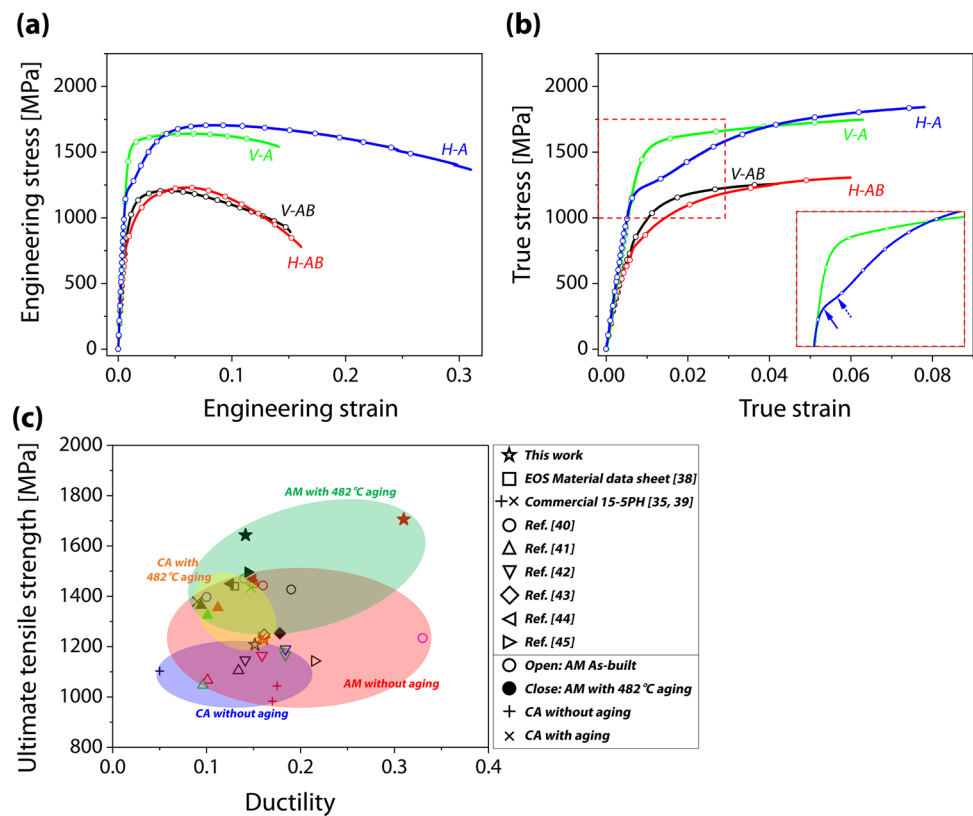 (a)
(b)
Engineering stress [MPa]
2000
1500
1000
500
0
V-A
H-A
V-AB
H-AB
0.0 0.1 0.2 0.3
Engineering strain
True stress [MPa]
2000
1500
1000
500
0
V-A
H-A
V-AB
H-AB
0.00 0.02 0.04 0.06 0.08
True strain
(c)
Ultimate tensile strength [MPa]
2000
1800
1600
1400
1200
1000
800
AM with 482℃ aging
CA with
482℃ aging
AM without aging
CA without aging
0.1 0.2 0.3 0.4
Ductility
This work
EOS Material data sheet [38]
Commercial 15-5PH [35, 39]
Ref. [40]
Ref. [41]
Ref. [42]
Ref. [43]
Ref. [44]
Ref. [45]
Open: AM As-built
Close: AM with 482℃ aging
CA without aging
CA with aging